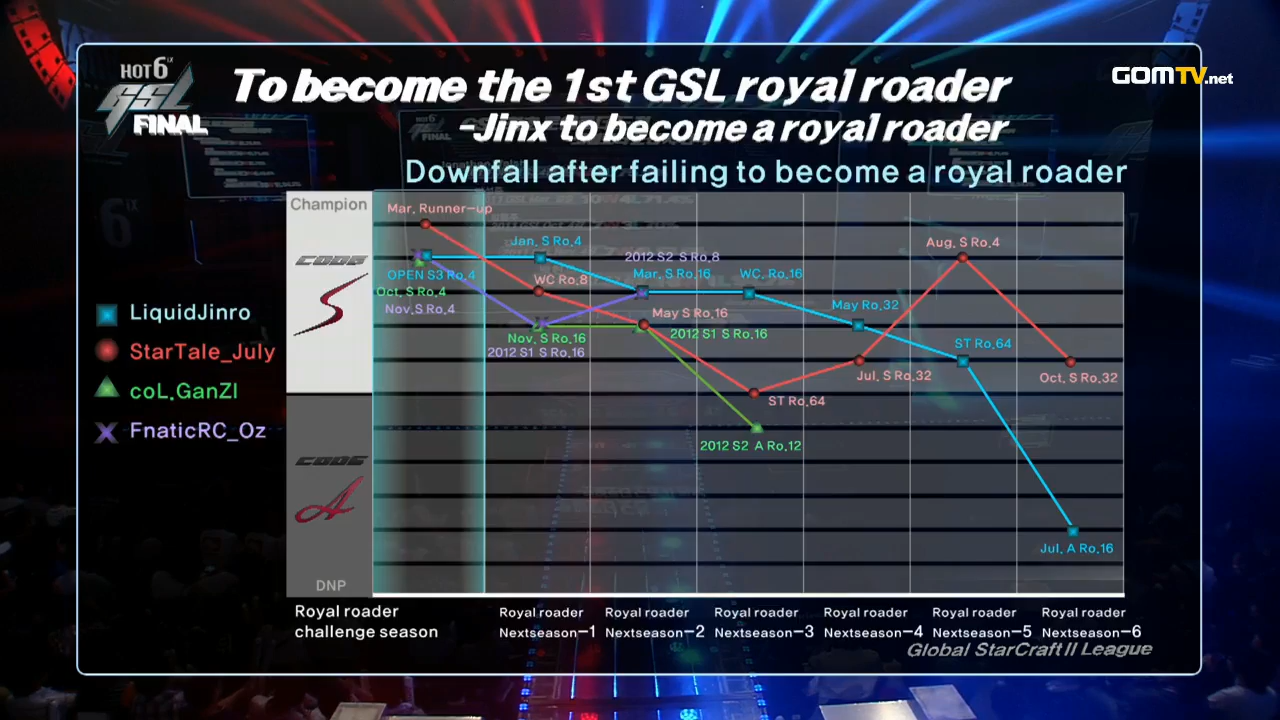 HOT6ix
GSL
FINAL
To become the 1st GSL royal roader
-Jinx to become a royal roader
GOMTV.net
Downfall after failing to become a royal roader
Champion
CODE
S
CODE
A
DNP
LiquidJinro
StarTale_July
coL.GanZI
FnaticRC_Oz
Mar. Runner-up
OPEN S3 Ro.4
Oct. S Ro.4
Nov.S Ro.4
Jan. S Ro.4
WC Ro.8
Nov. S Ro.16
2012 S1 S Ro.16
2012 S2 S Ro.8
Mar. S Ro.16
May S Ro.16
2012 S1 S Ro.16
WC. Ro.16
ST Ro.64
2012 S2 A Ro.12
May Ro.32
Jul. S Ro.32
Aug. S Ro.4
ST Ro.64
Oct. S Ro.32
Jul. A Ro.16
Royal roader
challenge season
Royal roader
Nextseason-1
Royal roader
Nextseason-2
Royal roader
Nextseason-3
Royal roader
Nextseason-4
Royal roader
Nextseason-5
Royal roader
Nextseason-6
Global StarCraft II League